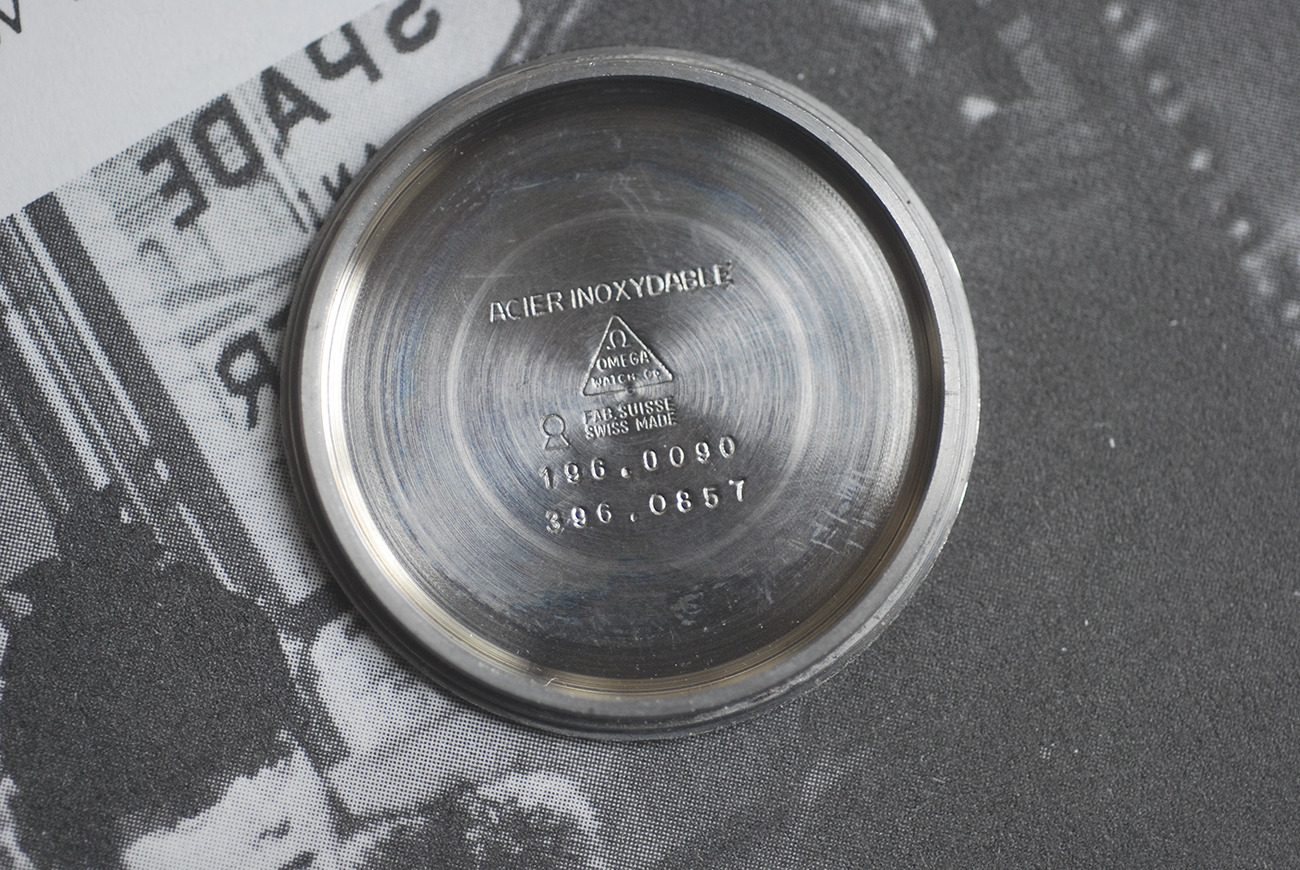 ACIER INOXYDABLE
Ω
OMEGA
WATCH Co
FAB. SUISSE
SWISS MADE
196.0090
396.0857